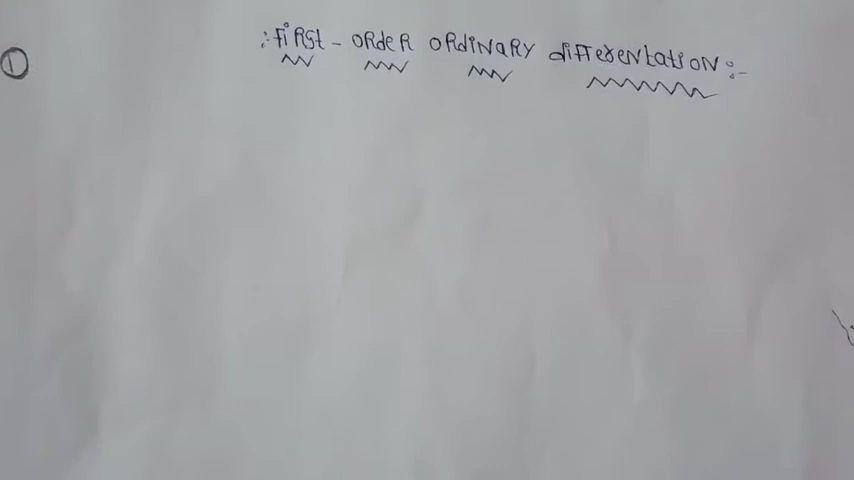 ① :first - order ordinary differentation :-